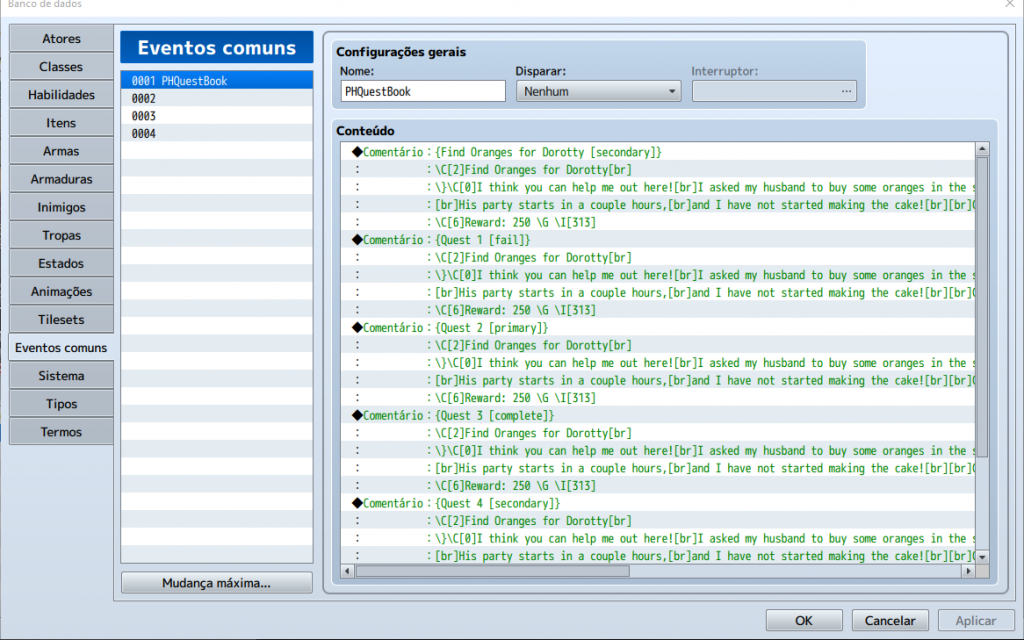 Banco de dados
Atores
Classes
Habilidades
Itens
Armas
Armaduras
Inimigos
Tropas
Estados
Animações
Tilesets
Eventos comuns
Sistema
Tipos
Termos
Eventos comuns
0001 PHQuestBook
0002
0003
0004
Mudança máxima...
Configurações gerais
Nome: Disparar: Interruptor:
PHQuestBook Nenhum ...
Conteúdo
◆Comentário：{Find Oranges for Dorotty [secondary]}
：　　　　　：\C[2]Find Oranges for Dorotty[br]
：　　　　　：\}\C[0]I think you can help me out here![br]I asked my husband to buy some oranges in the s
：　　　　　：[br]His party starts in a couple hours,[br]and I have not started making the cake![br][br]
：　　　　　：\C[6]Reward: 250 \G \I[313]
◆Comentário：{Quest 1 [fail]}
：　　　　　：\C[2]Find Oranges for Dorotty[br]
：　　　　　：\}\C[0]I think you can help me out here![br]I asked my husband to buy some oranges in the s
：　　　　　：[br]His party starts in a couple hours,[br]and I have not started making the cake![br][br]
：　　　　　：\C[6]Reward: 250 \G \I[313]
◆Comentário：{Quest 2 [primary]}
：　　　　　：\C[2]Find Oranges for Dorotty[br]
：　　　　　：\}\C[0]I think you can help me out here![br]I asked my husband to buy some oranges in the s
：　　　　　：[br]His party starts in a couple hours,[br]and I have not started making the cake![br][br]
：　　　　　：\C[6]Reward: 250 \G \I[313]
◆Comentário：{Quest 3 [complete]}
：　　　　　：\C[2]Find Oranges for Dorotty[br]
：　　　　　：\}\C[0]I think you can help me out here![br]I asked my husband to buy some oranges in the s
：　　　　　：[br]His party starts in a couple hours,[br]and I have not started making the cake![br][br]
：　　　　　：\C[6]Reward: 250 \G \I[313]
◆Comentário：{Quest 4 [secondary]}
：　　　　　：\C[2]Find Oranges for Dorotty[br]
：　　　　　：\}\C[0]I think you can help me out here![br]I asked my husband to buy some oranges in the s
：　　　　　：[br]His party starts in a couple hours,[br]and I have not started making the cake![br][br]
OK Cancelar Aplicar